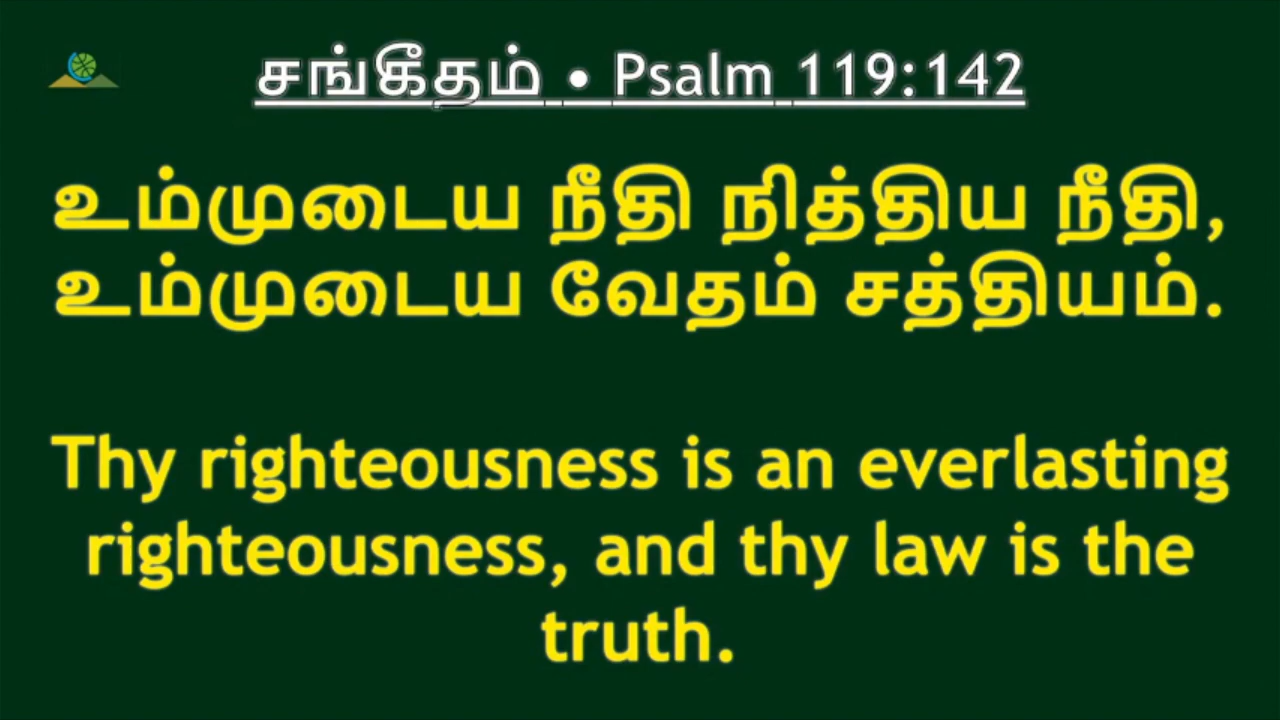 சங்கீதம் • Psalm 119:142
உம்முடைய நீதி நித்திய நீதி,
உம்முடைய வேதம் சத்தியம்.
Thy righteousness is an everlasting
righteousness, and thy law is the
truth.